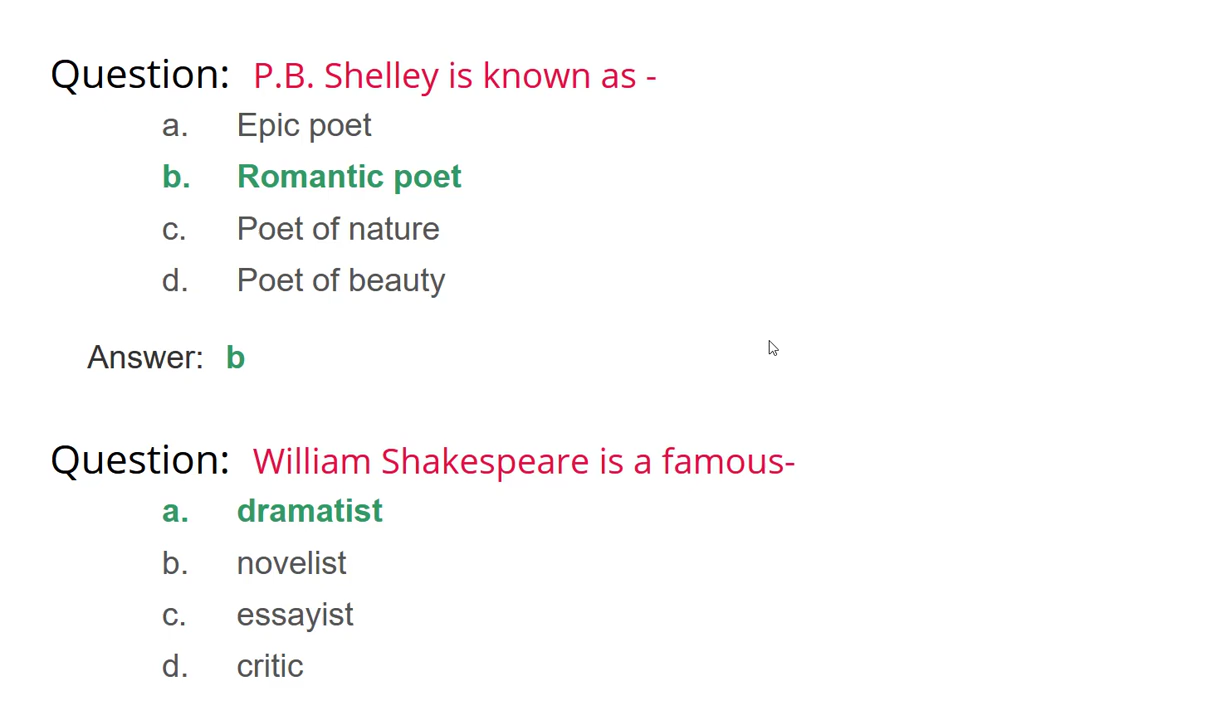 Question: P.B. Shelley is known as -
a. Epic poet
b. Romantic poet
c. Poet of nature
d. Poet of beauty
Answer: b
Question: William Shakespeare is a famous-
a. dramatist
b. novelist
c. essayist
d. critic